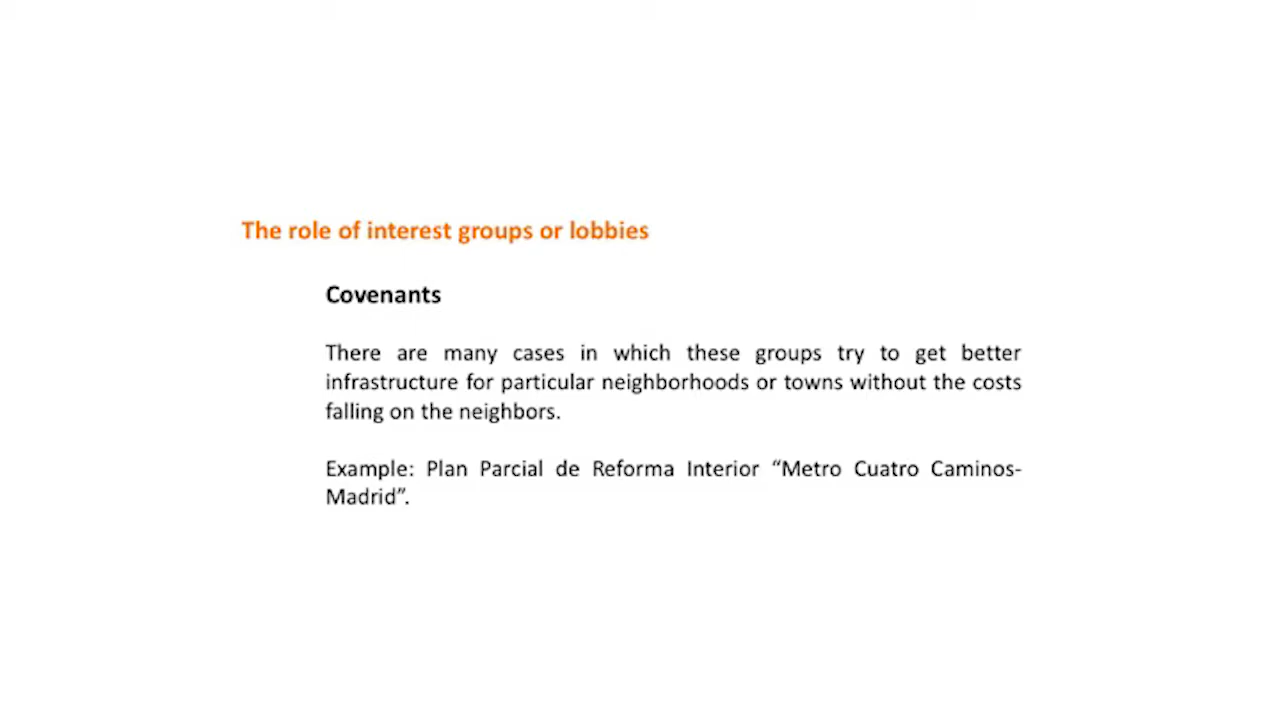 The role of interest groups or lobbies
Covenants
There are many cases in which these groups try to get better
infrastructure for particular neighborhoods or towns without the costs
falling on the neighbors.
Example: Plan Parcial de Reforma Interior “Metro Cuatro Caminos-
Madrid”.